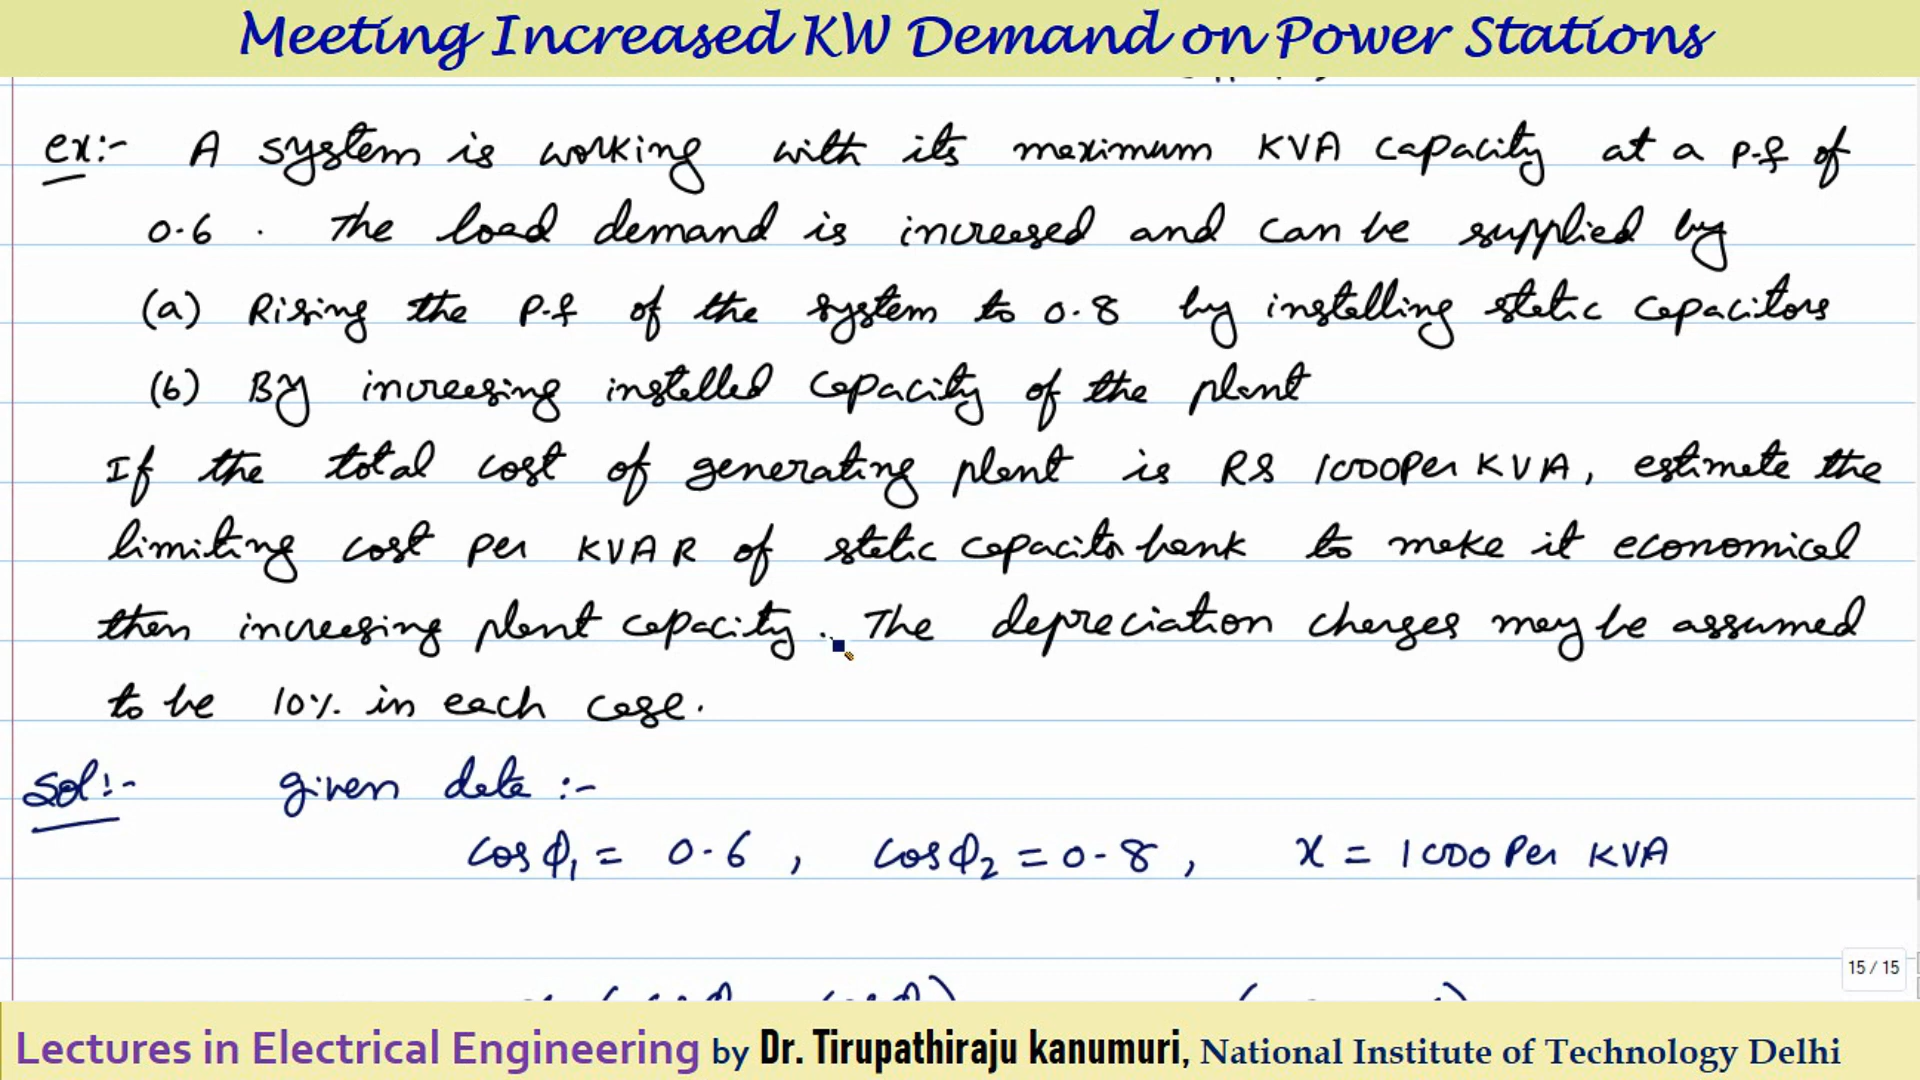 Meeting Increased KW Demand on Power Stations
ex:- A system is working with its maximum KVA capacity at a p.f of
0.6 . The load demand is increased and can be supplied by
(a) Rising the P.f of the system to 0.8 by installing static capacitors
(b) By increasing installed capacity of the plant
If the total cost of generating plant is RS 1000 Per KVA, estimate the
limiting cost per KVAR of static capacitor bank to make it economical
then increasing plant capacity. The depreciation charges may be assumed
to be 10% in each case.
Sol:- given data :-
cosϕ₁ = 0.6 , cosϕ₂ = 0.8 , x = 1000 Per KVA
15 / 15
Lectures in Electrical Engineering by Dr. Tirupathiraju kanumuri, National Institute of Technology Delhi